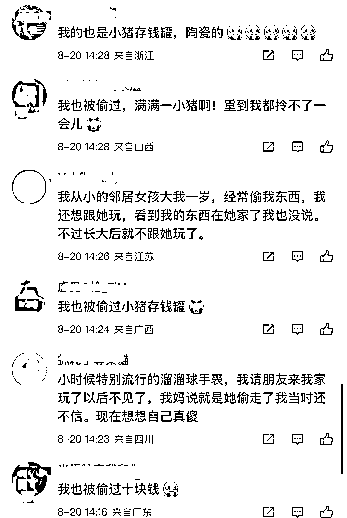 我的也是小猪存钱罐，陶瓷的
8-20 14:28 来自浙江
我也被偷过，满满一小猪啊！重到我都拎不了一
会儿
8-20 14:28 来自山西
我从小的邻居女孩大我一岁，经常偷我东西，我
还想跟她玩，看到我的东西在她家了我也没说。
不过长大后就不跟她玩了。
8-20 14:26 来自江苏
我也被偷过小猪存钱罐
8-20 14:24 来自广西
小时候特别流行的溜溜球手表，我请朋友来我家
玩了以后不见了，我妈说就是她偷走了我当时还
不信。现在想想自己真傻
8-20 14:23 来自四川
我也被偷过十块钱
8-20 14:16 来自广东